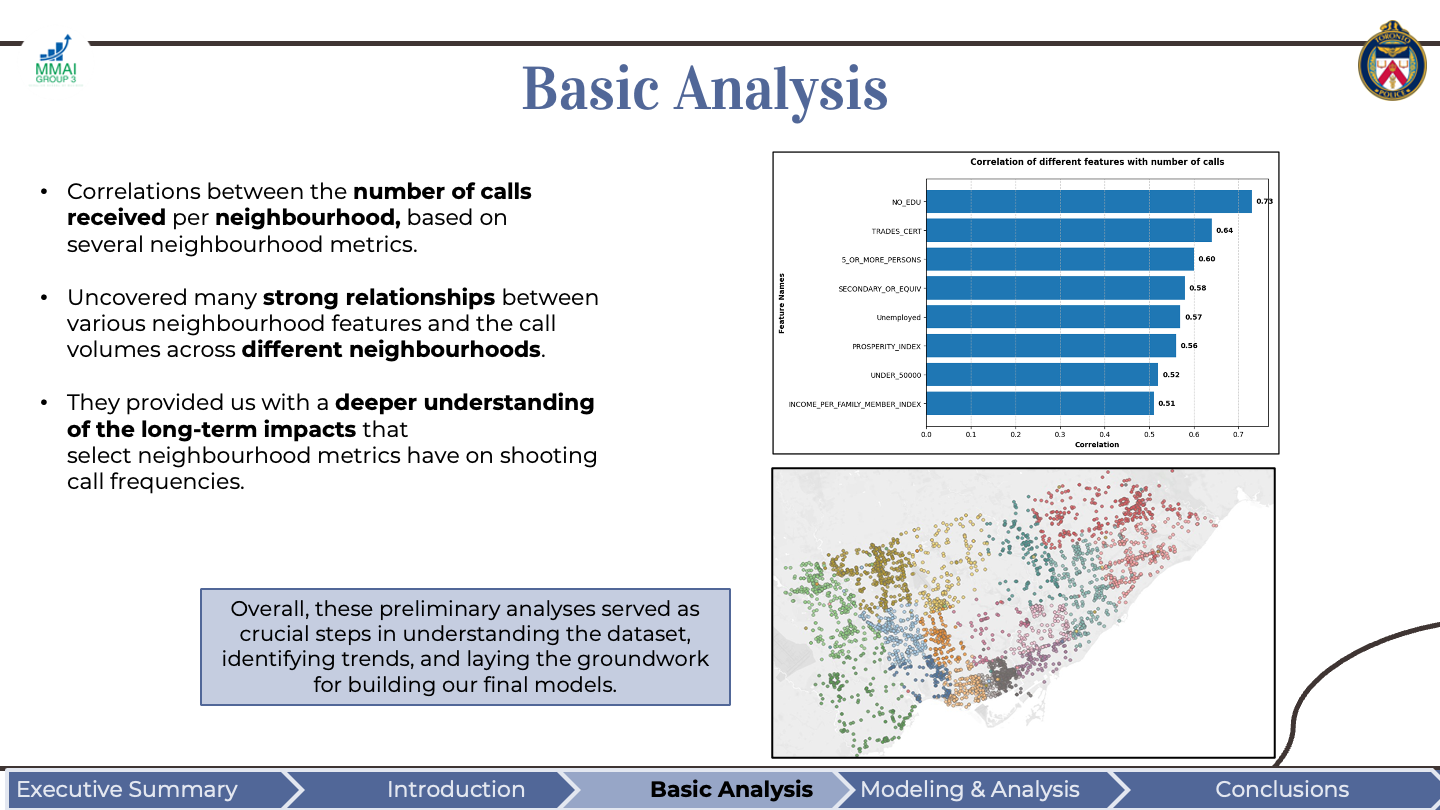 MMAI
GROUP 3
TORONTO
POLICE
Basic Analysis
• Correlations between the number of calls
received per neighbourhood, based on
several neighbourhood metrics.
• Uncovered many strong relationships between
various neighbourhood features and the call
volumes across different neighbourhoods.
• They provided us with a deeper understanding
of the long-term impacts that
select neighbourhood metrics have on shooting
call frequencies.
Overall, these preliminary analyses served as
crucial steps in understanding the dataset,
identifying trends, and laying the groundwork
for building our final models.
Correlation of different features with number of calls
Feature Names
NO_EDU 0.73
TRADES_CERT 0.64
5_OR_MORE_PERSONS 0.60
SECONDARY_OR_EQUIV 0.58
Unemployed 0.57
PROSPERITY_INDEX 0.56
UNDER_50000 0.52
INCOME_PER_FAMILY_MEMBER_INDEX 0.51
0.0 0.1 0.2 0.3 0.4 0.5 0.6 0.7
Correlation
Executive Summary
Introduction
Basic Analysis
Modeling & Analysis
Conclusions